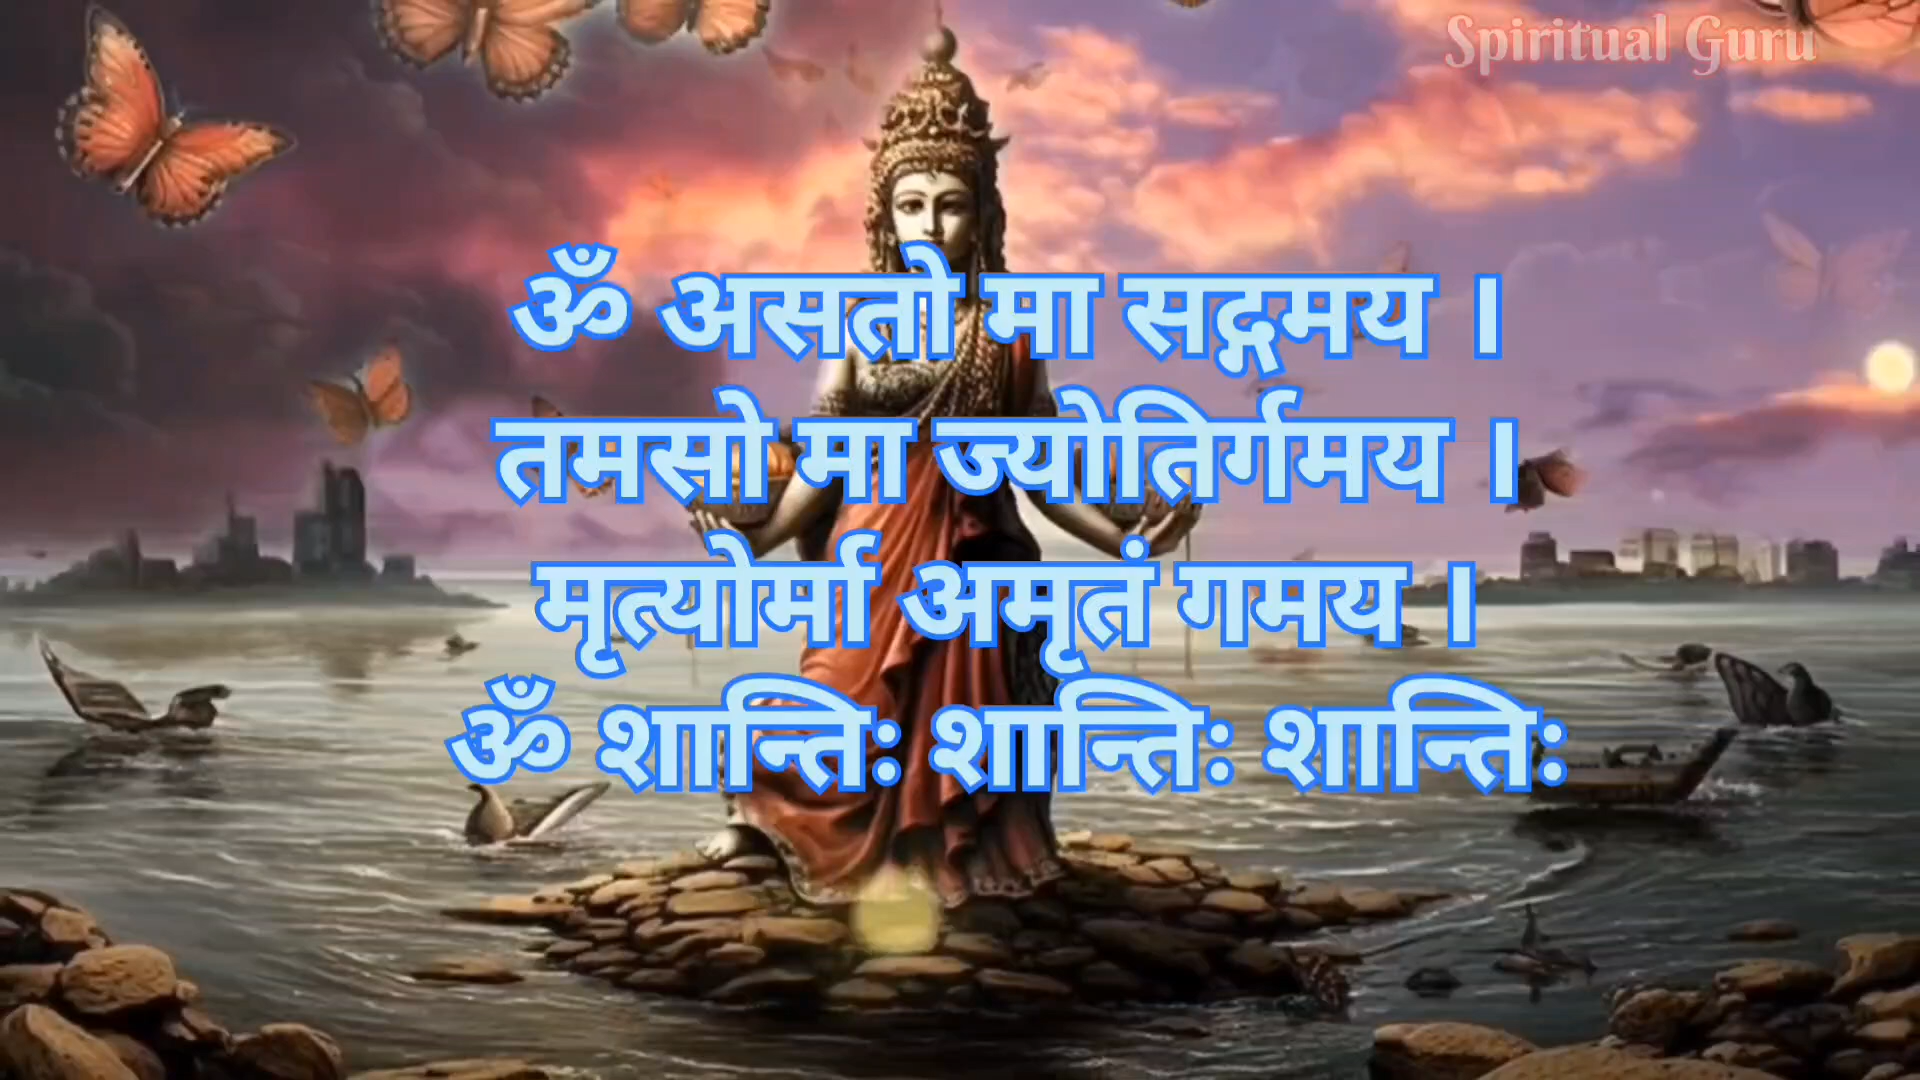 Spiritual Guru
ॐ असतो मा सद्गमय ।
तमसो मा ज्योतिर्गमय ।
मृत्योर्मा अमृतं गमय ।
ॐ शान्तिः शान्तिः शान्तिः